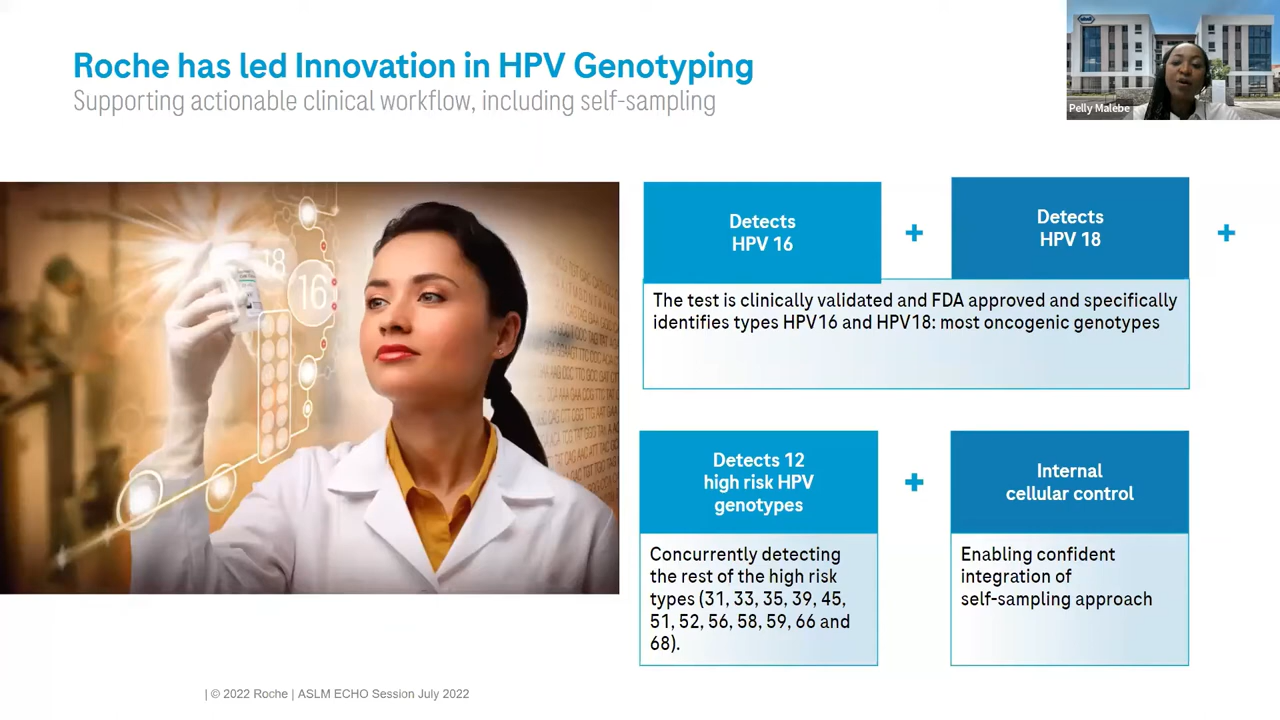 Roche has led Innovation in HPV Genotyping
Supporting actionable clinical workflow, including self-sampling
Pelly Malebe
18
16
Detects
HPV 16
+
Detects
HPV 18
+
The test is clinically validated and FDA approved and specifically
identifies types HPV16 and HPV18: most oncogenic genotypes
Detects 12
high risk HPV
genotypes
+
Internal
cellular control
Concurrently detecting
the rest of the high risk
types (31, 33, 35, 39, 45,
51, 52, 56, 58, 59, 66 and
68).
Enabling confident
integration of
self-sampling approach
| © 2022 Roche | ASLM ECHO Session July 2022